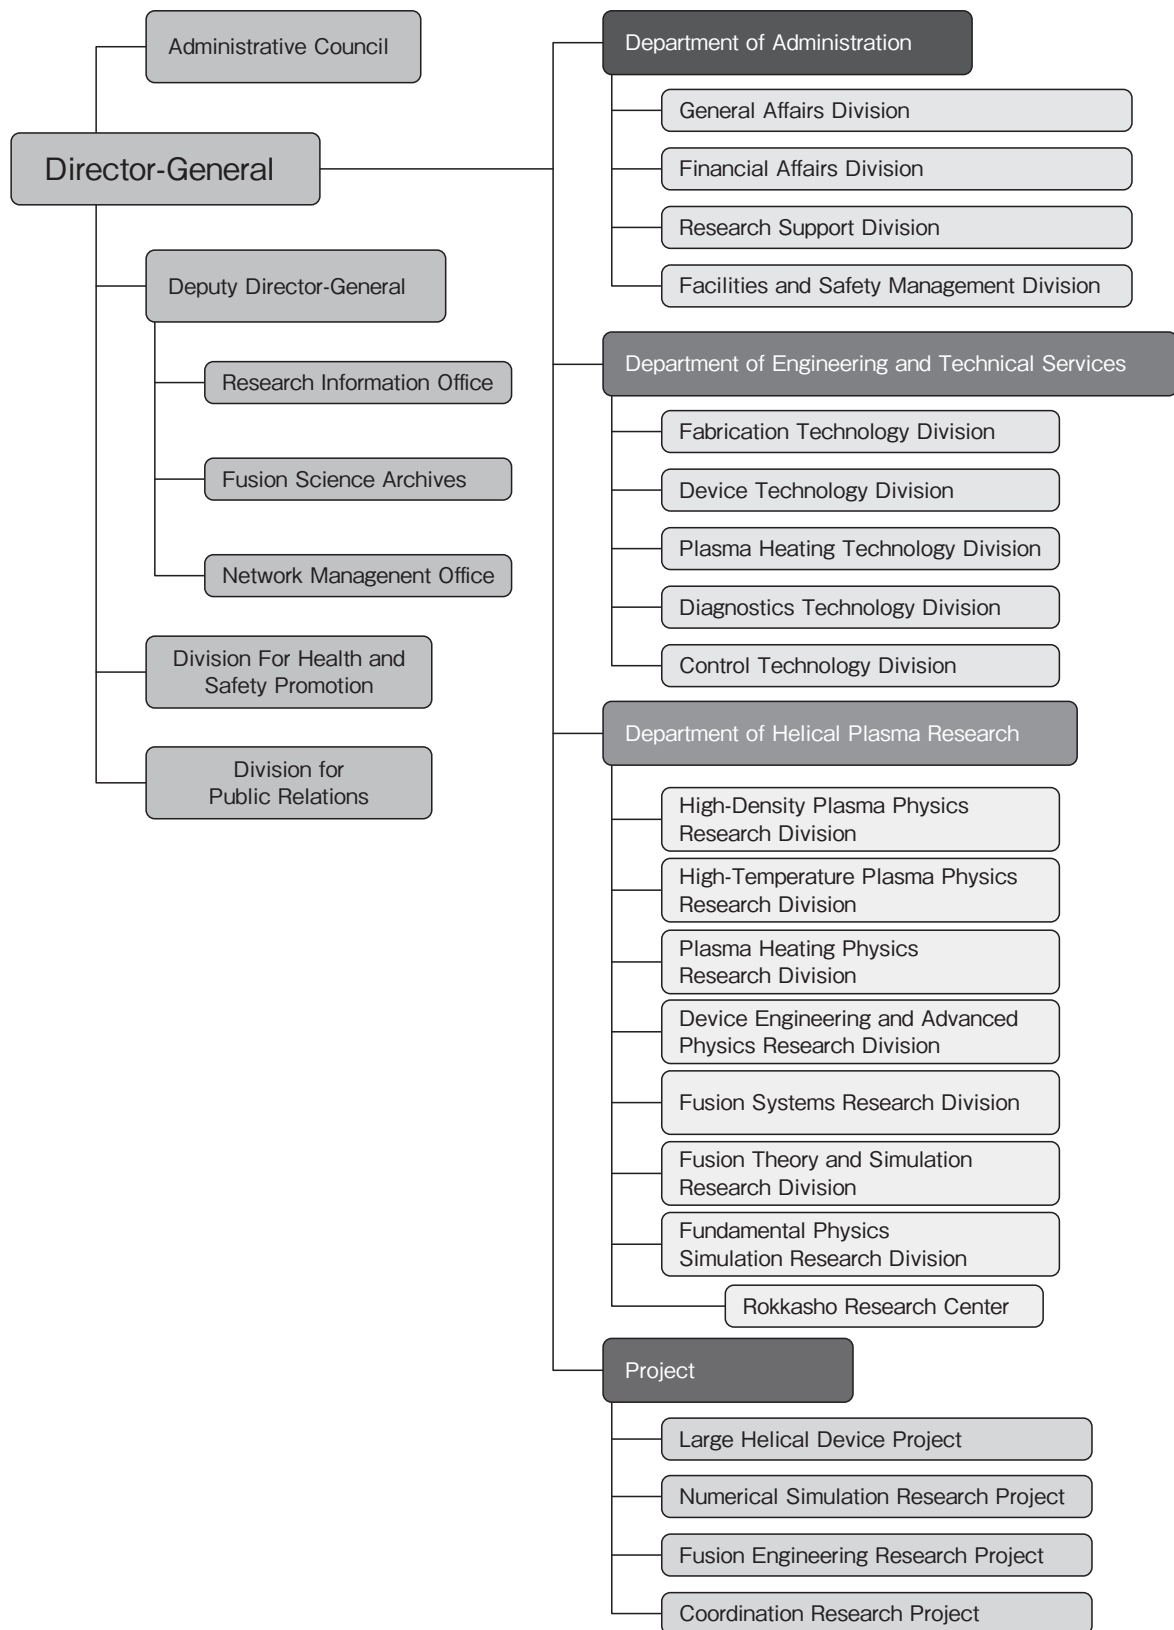 Administrative Council
Director-General
Deputy Director-General
Research Information Office
Fusion Science Archives
Network Managenent Office
Division For Health and
Safety Promotion
Division for
Public Relations
Department of Administration
General Affairs Division
Financial Affairs Division
Research Support Division
Facilities and Safety Management Division
Department of Engineering and Technical Services
Fabrication Technology Division
Device Technology Division
Plasma Heating Technology Division
Diagnostics Technology Division
Control Technology Division
Department of Helical Plasma Research
High-Density Plasma Physics
Research Division
High-Temperature Plasma Physics
Research Division
Plasma Heating Physics
Research Division
Device Engineering and Advanced
Physics Research Division
Fusion Systems Research Division
Fusion Theory and Simulation
Research Division
Fundamental Physics
Simulation Research Division
Rokkasho Research Center
Project
Large Helical Device Project
Numerical Simulation Research Project
Fusion Engineering Research Project
Coordination Research Project